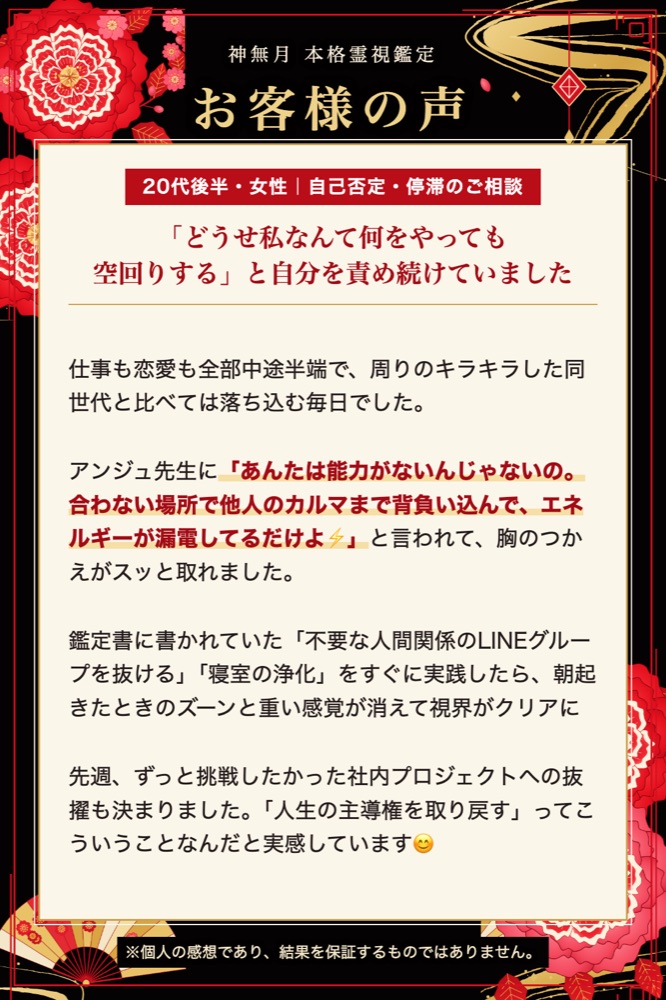 神無月 本格霊視鑑定
お客様の声
20代後半・女性｜自己否定・停滞のご相談
「どうせ私なんて何をやっても
空回りする」と自分を責め続けていました
仕事も恋愛も全部中途半端で、周りのキラキラした同
世代と比べては落ち込む毎日でした。
アンジュ先生に「あんたは能力がないんじゃないの。
合わない場所で他人のカルマまで背負い込んで、エネ
ルギーが漏電してるだけよ⚡」と言われて、胸のつか
えがスッと取れました。
鑑定書に書かれていた「不要な人間関係のLINEグルー
プを抜ける」「寝室の浄化」をすぐに実践したら、朝起
きたときのズーンと重い感覚が消えて視界がクリアに
先週、ずっと挑戦したかった社内プロジェクトへの抜
擢も決まりました。「人生の主導権を取り戻す」ってこ
ういうことなんだと実感しています😊
※個人の感想であり、結果を保証するものではありません。